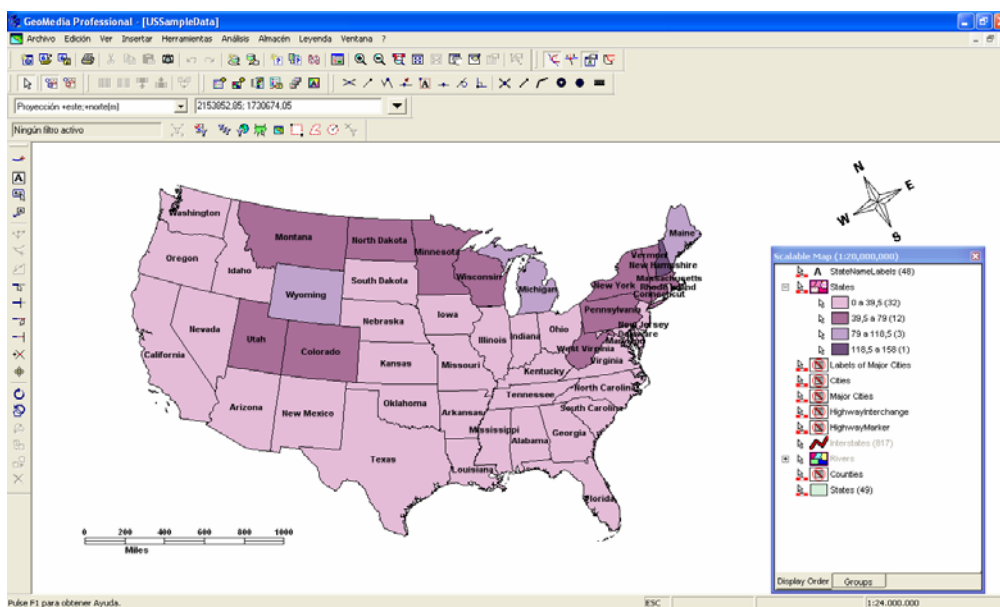 GeoMedia Professional - [USSampleData]
Archivo Edición Ver Insertar Herramientas Análisis Almacén Leyenda Ventana ?
Proyección +este;+norte(m) 2153852,85; 1730674,05
Ningún filtro activo
N
E
W
S
Washington
Maine
Montana
North Dakota
Minnesota
Vermont
Oregon
New Hampshire
Idaho
Wisconsin
Massachusetts
South Dakota
Rhode Island
Wyoming
Michigan
New York
Connecticut
Pennsylvania
Iowa
Nebraska
New Jersey
Nevada
Ohio
Delaware
Utah
Illinois
Indiana
Maryland
Colorado
West Virginia
California
Virginia
Kansas
Missouri
Kentucky
North Carolina
Tennessee
Oklahoma
Arizona
New Mexico
Arkansas
South Carolina
Mississippi
Georgia
Alabama
Texas
Louisiana
Florida
0 200 400 600 800 1000
Miles
Scalable Map (1:20,000,000)
A StateNameLabels (48)
States
0 a 39,5 (32)
39,5 a 79 (12)
79 a 118,5 (3)
118,5 a 158 (1)
Labels of Major Cities
Cities
Major Cities
HighwayInterchange
HighwayMarker
Interstates (817)
Rivers
Counties
States (49)
Display Order Groups
Pulse F1 para obtener Ayuda. ESC 1:24.000.000